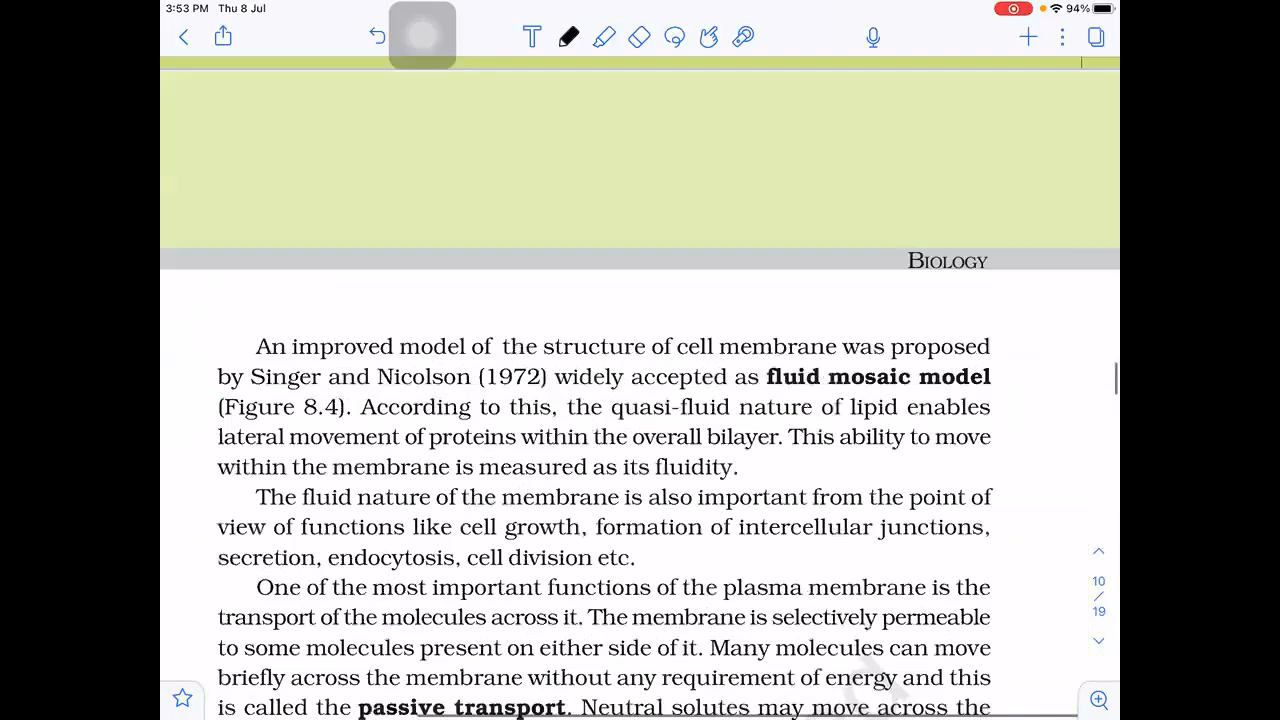 3:53 PM Thu 8 Jul
94%
T
BIOLOGY
An improved model of the structure of cell membrane was proposed
by Singer and Nicolson (1972) widely accepted as fluid mosaic model
(Figure 8.4). According to this, the quasi-fluid nature of lipid enables
lateral movement of proteins within the overall bilayer. This ability to move
within the membrane is measured as its fluidity.
The fluid nature of the membrane is also important from the point of
view of functions like cell growth, formation of intercellular junctions,
secretion, endocytosis, cell division etc.
One of the most important functions of the plasma membrane is the
transport of the molecules across it. The membrane is selectively permeable
to some molecules present on either side of it. Many molecules can move
briefly across the membrane without any requirement of energy and this
is called the passive transport. Neutral solutes may move across the
10
/
19